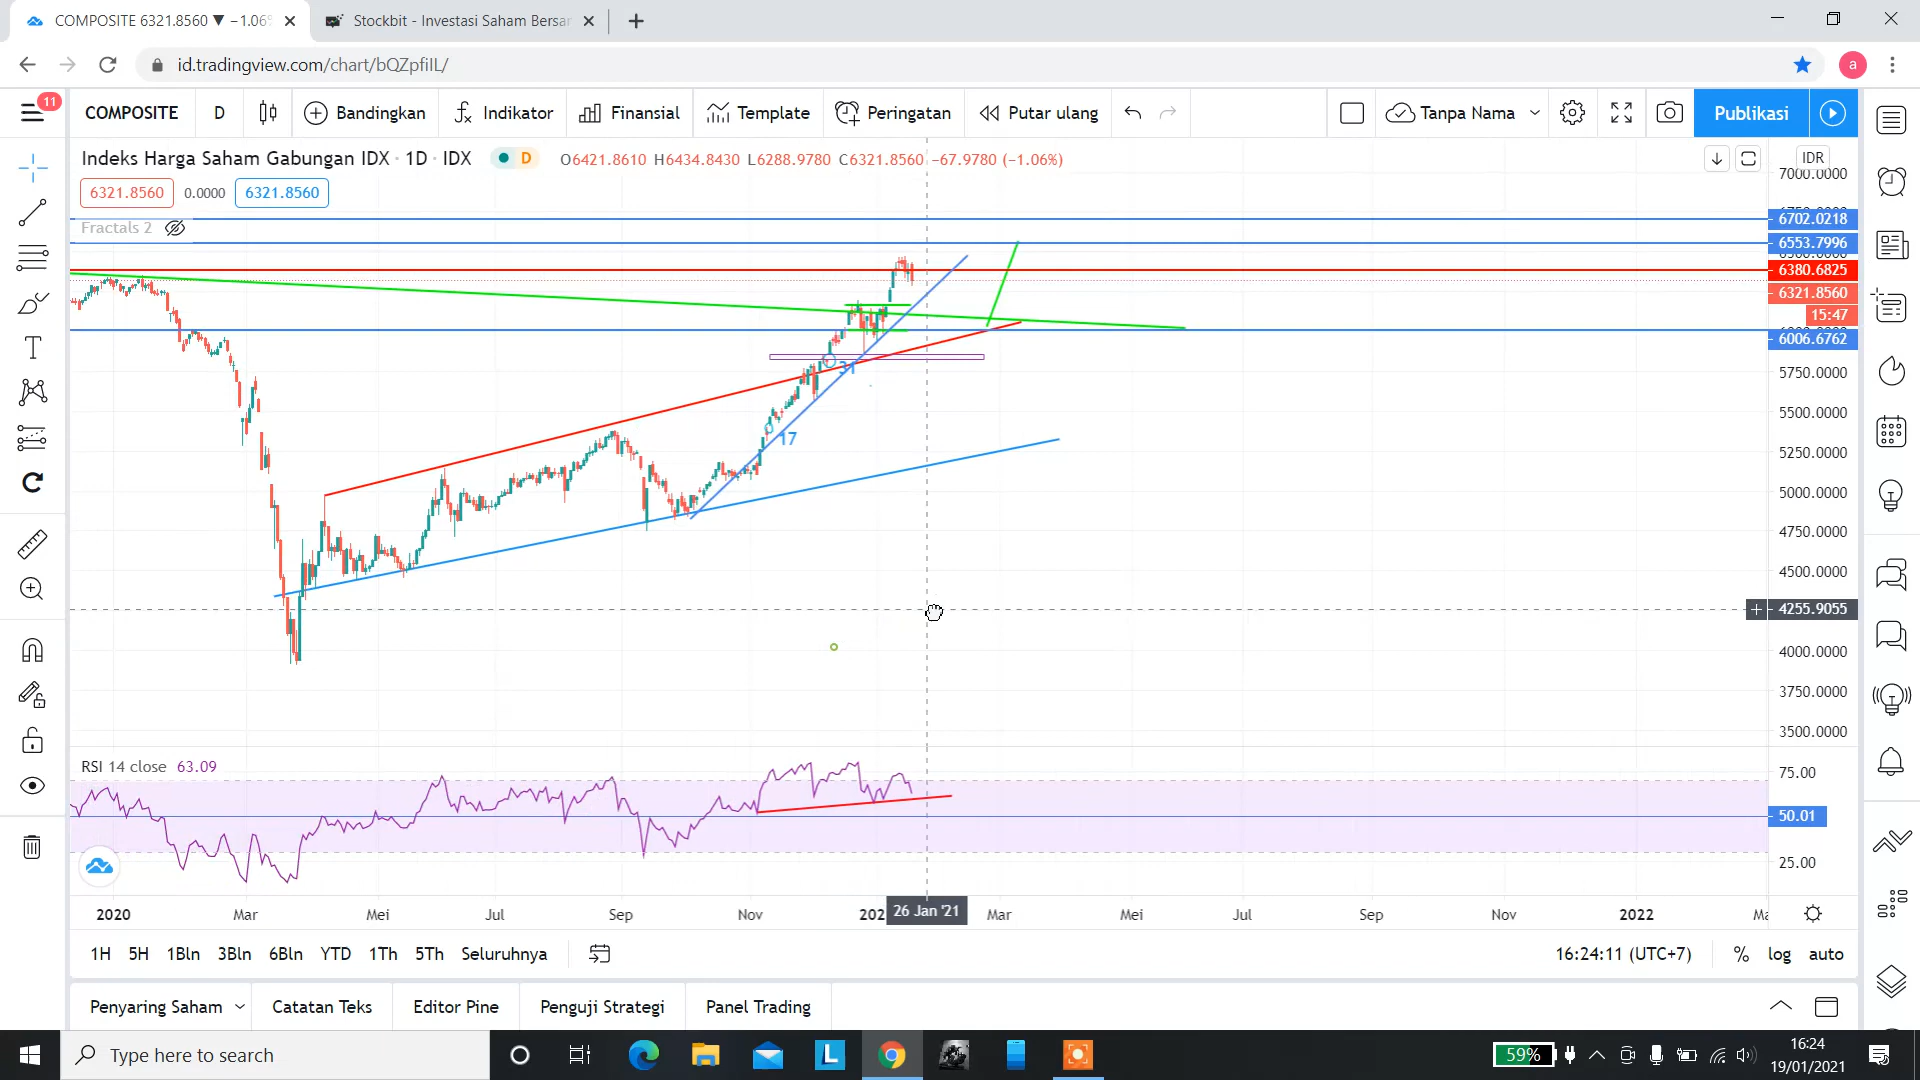 COMPOSITE 6321.8560 ▼ −1.06%
Stockbit - Investasi Saham Bersar
id.tradingview.com/chart/bQZpfiIL/
a
11
COMPOSITE
D
Bandingkan
Indikator
Finansial
Template
Peringatan
Putar ulang
Tanpa Nama
Publikasi
Indeks Harga Saham Gabungan IDX · 1D · IDX
D
O6421.8610 H6434.8430 L6288.9780 C6321.8560 −67.9780 (−1.06%)
IDR
6321.8560
0.0000
6321.8560
Fractals 2
7000.0000
6702.0218
6553.7996
6380.6825
6321.8560
15:47
6006.6762
5750.0000
5500.0000
5250.0000
5000.0000
4750.0000
4500.0000
4255.9055
4000.0000
3750.0000
3500.0000
31
17
RSI 14 close 63.09
75.00
50.01
25.00
2020
Mar
Mei
Jul
Sep
Nov
202
26 Jan '21
Mar
Mei
Jul
Sep
Nov
2022
1H
5H
1Bln
3Bln
6Bln
YTD
1Th
5Th
Seluruhnya
16:24:11 (UTC+7)
%
log
auto
Penyaring Saham
Catatan Teks
Editor Pine
Penguji Strategi
Panel Trading
Type here to search
L
59%
16:24
19/01/2021